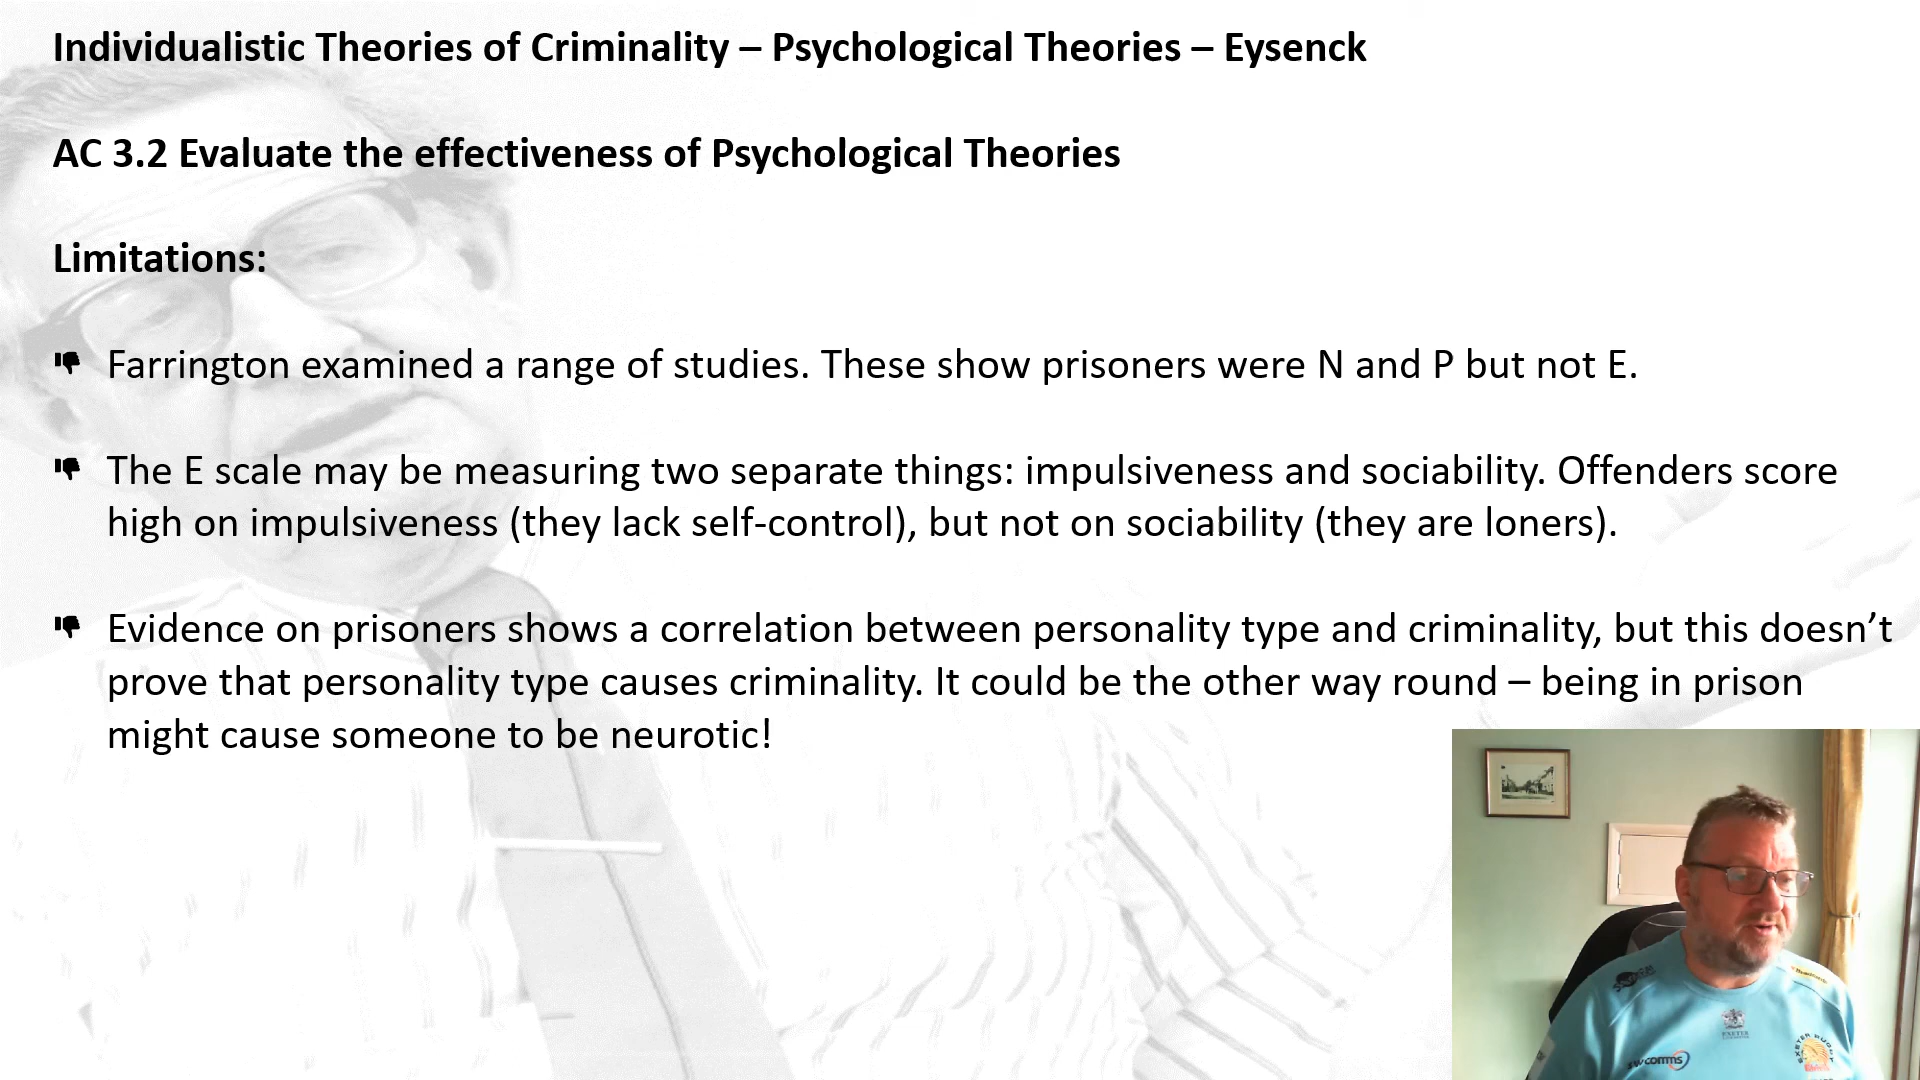 Individualistic Theories of Criminality – Psychological Theories – Eysenck
AC 3.2 Evaluate the effectiveness of Psychological Theories
Limitations:
Farrington examined a range of studies. These show prisoners were N and P but not E.
The E scale may be measuring two separate things: impulsiveness and sociability. Offenders score
high on impulsiveness (they lack self-control), but not on sociability (they are loners).
Evidence on prisoners shows a correlation between personality type and criminality, but this doesn’t
prove that personality type causes criminality. It could be the other way round – being in prison
might cause someone to be neurotic!
EXETER
EXETER RUGBY
comms